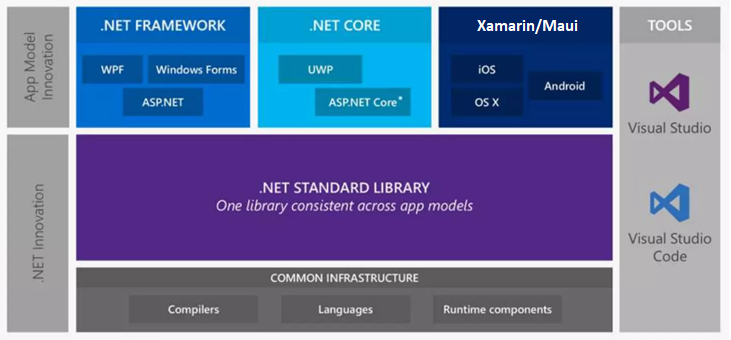 App Model
Innovation
.NET FRAMEWORK
WPF
Windows Forms
ASP.NET
.NET CORE
UWP
ASP.NET Core*
Xamarin/Maui
iOS
OS X
Android
TOOLS
Visual Studio
Visual Studio
Code
.NET Innovation
.NET STANDARD LIBRARY
One library consistent across app models
COMMON INFRASTRUCTURE
Compilers
Languages
Runtime components